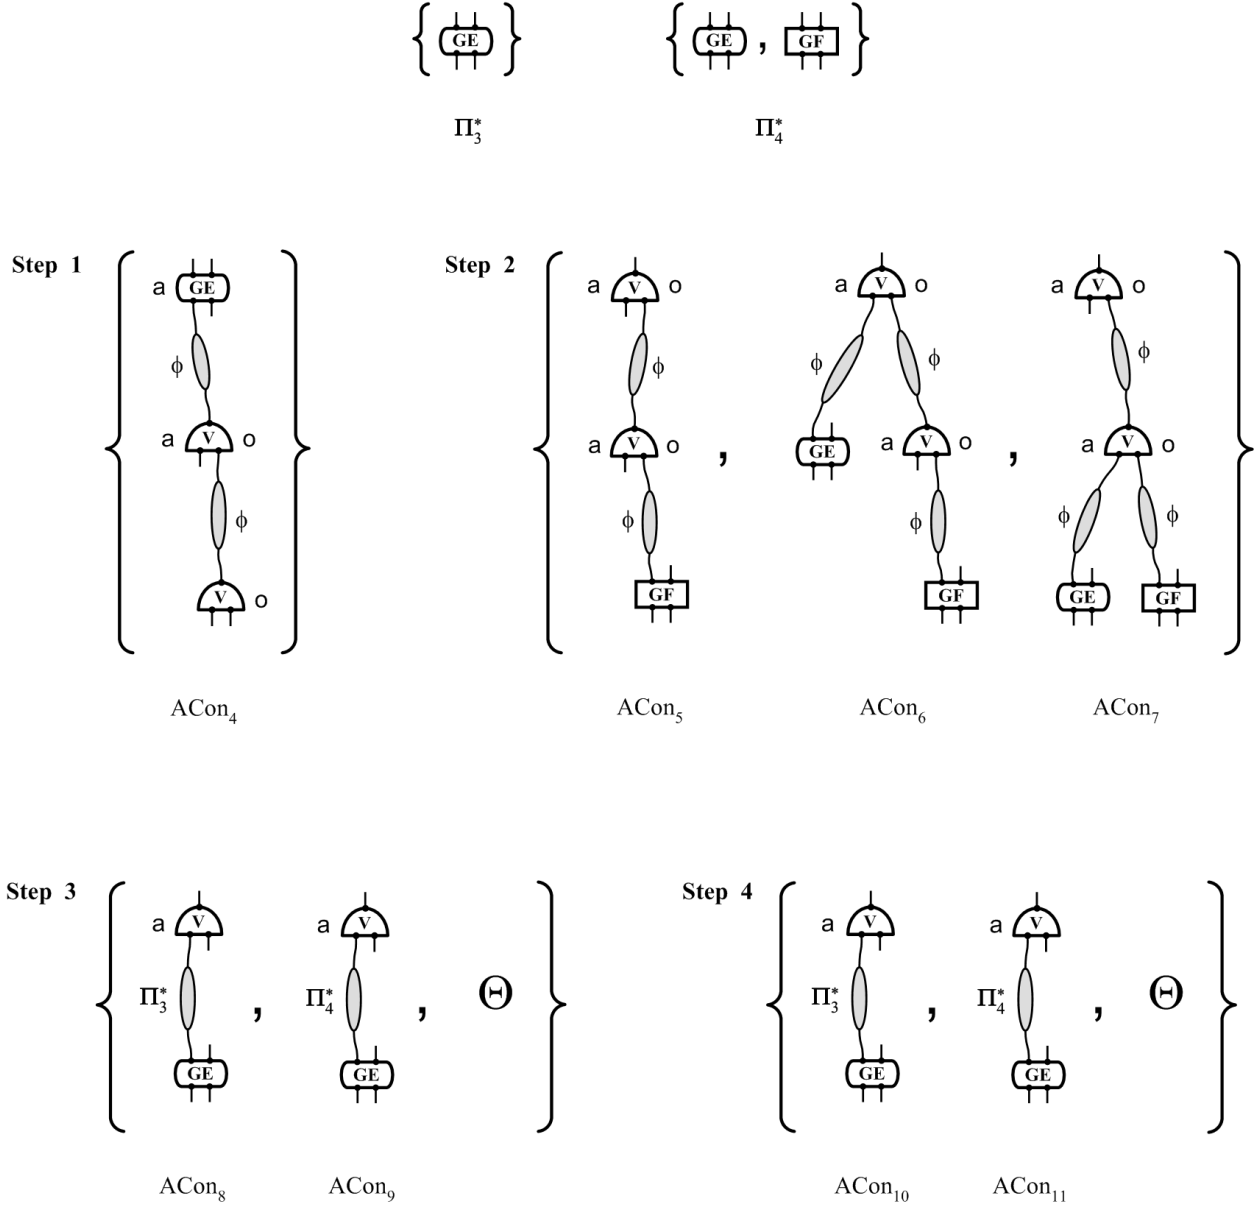 { GE } { GE , GF }
Π*3 Π*4
Step 1 Step 2
a GE
a V o
a V o
a V o
ϕ ϕ ϕ ϕ ϕ
a V o
a V o
GE
a V o
a V o
ϕ ϕ ϕ ϕ ϕ
V o
GF
GF
GE GF
ACon4 ACon5 ACon6 ACon7
Step 3 Step 4
a V a V a V a V
Π*3 , Π*4 , Θ Π*3 , Π*4 , Θ
GE GE GE GE
ACon8 ACon9 ACon10 ACon11